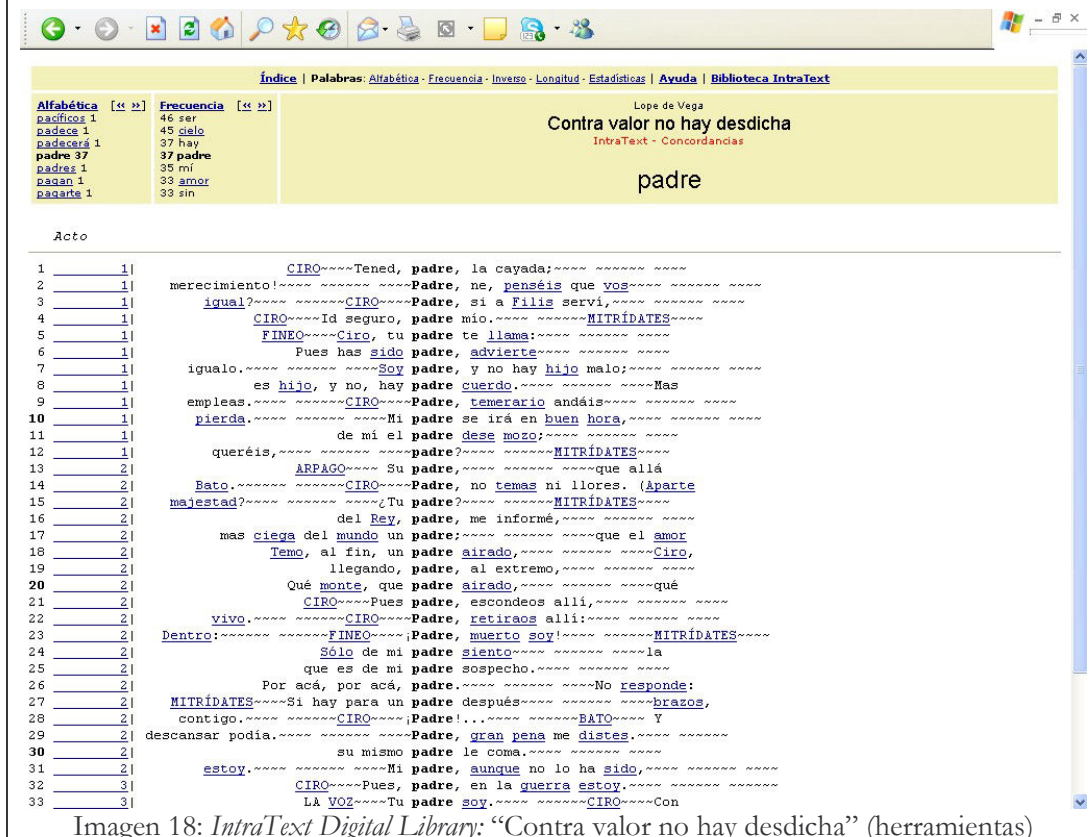 Índice | Palabras: Alfabética - Frecuencia - Inverso - Longitud - Estadísticas | Ayuda | Biblioteca IntraText
Alfabética [« »]
pacíficos 1
padece 1
padecerá 1
padre 37
padres 1
pagan 1
pagarte 1
Frecuencia [« »]
46 ser
45 cielo
37 hay
37 padre
35 mí
33 amor
33 sin
Lope de Vega
Contra valor no hay desdicha
IntraText - Concordancias
padre
Acto
1 1| CIRO~~~~Tened, padre, la cayada;~~~~ ~~~~~~ ~~~~
2 1| merecimiento!~~~~ ~~~~~~ ~~~~Padre, ne, penséis que vos~~~~ ~~~~~~ ~~~~
3 1| igual?~~~~ ~~~~~~CIRO~~~~Padre, si a Filis serví,~~~~ ~~~~~~ ~~~~
4 1| CIRO~~~~Id seguro, padre mío.~~~~ ~~~~~~MITRÍDATES~~~~
5 1| FINEO~~~~Ciro, tu padre te llama:~~~~ ~~~~~~ ~~~~
6 1| Pues has sido padre, advierte~~~~ ~~~~~~ ~~~~
7 1| igualo.~~~~ ~~~~~~ ~~~~Soy padre, y no hay hijo malo;~~~~ ~~~~~~ ~~~~
8 1| es hijo, y no, hay padre cuerdo.~~~~ ~~~~~~ ~~~~Mas
9 1| empleas.~~~~ ~~~~~~CIRO~~~~Padre, temerario andáis~~~~ ~~~~~~ ~~~~
10 1| pierda.~~~~ ~~~~~~ ~~~~Mi padre se irá en buen hora,~~~~ ~~~~~~ ~~~~
11 1| de mí el padre dese mozo;~~~~ ~~~~~~ ~~~~
12 1| queréis,~~~~ ~~~~~~ ~~~~padre?~~~~ ~~~~~~MITRÍDATES~~~~
13 2| ARPAGO~~~~ Su padre,~~~~ ~~~~~~ ~~~~que allá
14 2| Bato.~~~~~~ ~~~~~~CIRO~~~~Padre, no temas ni llores. (Aparte
15 2| majestad?~~~~ ~~~~~~ ~~~~¿Tu padre?~~~~ ~~~~~~MITRÍDATES~~~~
16 2| del Rey, padre, me informé,~~~~ ~~~~~~ ~~~~
17 2| mas ciega del mundo un padre;~~~~ ~~~~~~ ~~~~que el amor
18 2| Temo, al fin, un padre airado,~~~~ ~~~~~~ ~~~~Ciro,
19 2| llegando, padre, al extremo,~~~~ ~~~~~~ ~~~~
20 2| Qué monte, que padre airado,~~~~ ~~~~~~ ~~~~qué
21 2| CIRO~~~~Pues padre, escondeos allí,~~~~ ~~~~~~ ~~~~
22 2| vivo.~~~~ ~~~~~~CIRO~~~~Padre, retiraos allí:~~~~ ~~~~~~ ~~~~
23 2| Dentro:~~~~~~ ~~~~~~FINEO~~~~¡Padre, muerto soy!~~~~ ~~~~~~MITRÍDATES~~~~
24 2| Sólo de mi padre siento~~~~ ~~~~~~ ~~~~la
25 2| que es de mi padre sospecho.~~~~ ~~~~~~ ~~~~
26 2| Por acá, por acá, padre.~~~~ ~~~~~~ ~~~~No responde:
27 2| MITRÍDATES~~~~Si hay para un padre después~~~~ ~~~~~~ ~~~~brazos,
28 2| contigo.~~~~ ~~~~~~CIRO~~~~¡Padre!...~~~~ ~~~~~~BATO~~~~ Y
29 2| descansar podía.~~~~ ~~~~~~ ~~~~Padre, gran pena me distes.~~~~ ~~~~~~
30 2| su mismo padre le coma.~~~~ ~~~~~~ ~~~~
31 2| estoy.~~~~ ~~~~~~ ~~~~Mi padre, aunque no lo ha sido,~~~~ ~~~~~~ ~~~~
32 3| CIRO~~~~Pues, padre, en la guerra estoy.~~~~ ~~~~~~ ~~~~
33 3| LA VOZ~~~~Tu padre soy.~~~~ ~~~~~~CIRO~~~~Con
Imagen 18: IntraText Digital Library: “Contra valor no hay desdicha” (herramientas)